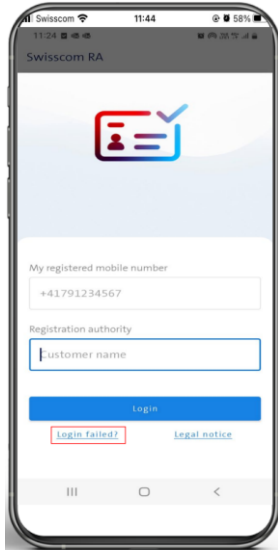 Swisscom 11:44 58%
11:24
Swisscom RA
My registered mobile number
+41791234567
Registration authority
Customer name
Login
Login failed? Legal notice